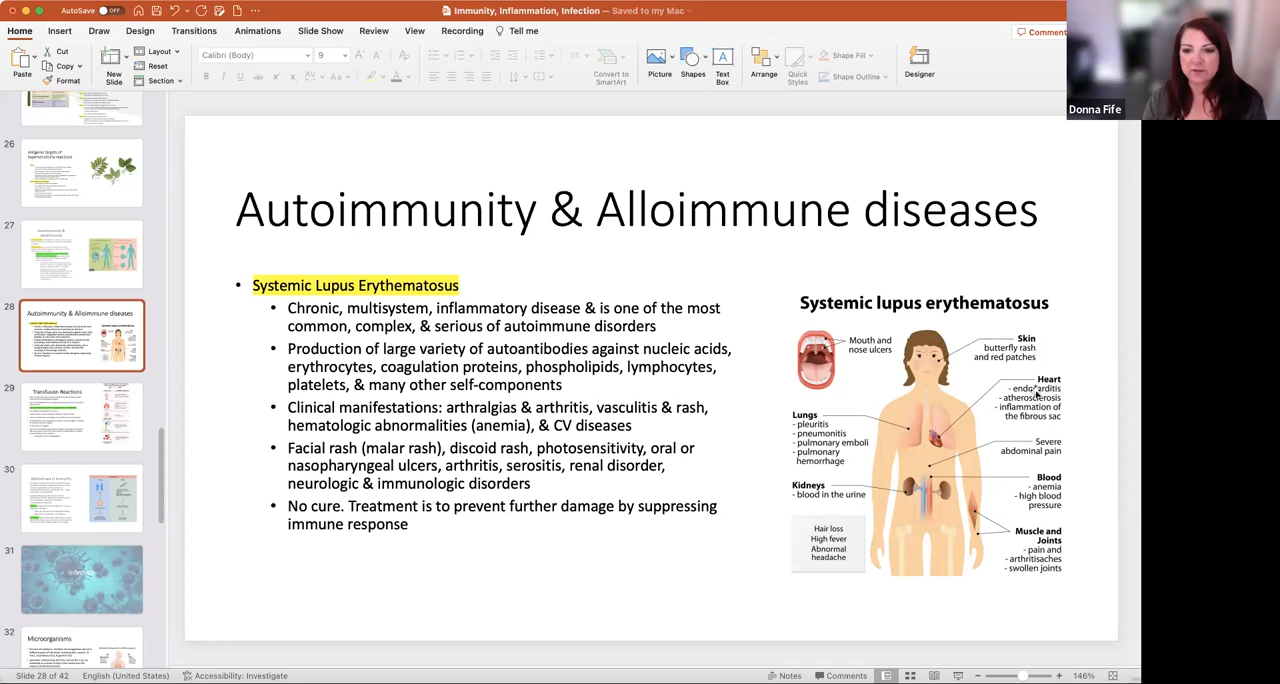 AutoSave OFF
Immunity, Inflammation, Infection — Saved to my Mac
Home Insert Draw Design Transitions Animations Slide Show Review View Recording Tell me
Comment
Donna Fife
Paste
Cut
Copy
Format
New Slide
Layout
Reset
Section
Calibri (Body) 9
Convert to SmartArt
Picture
Shapes
Text Box
Arrange
Quick Styles
Shape Fill
Shape Outline
Designer
26
Antigenic targets of
hypersensitivity reactions
27
Autoimmunity &
28
Autoimmunity & Alloimmune diseases
29
Transfusion Reactions
30
Deficiencies in Immunity
31
Infection
32
Microorganisms
Autoimmunity & Alloimmune diseases
• Systemic Lupus Erythematosus
• Chronic, multisystem, inflammatory disease & is one of the most
common, complex, & serious autoimmune disorders
• Production of large variety of autoantibodies against nucleic acids,
erythrocytes, coagulation proteins, phospholipids, lymphocytes,
platelets, & many other self-components
• Clinical manifestations: arthralgias & arthritis, vasculitis & rash,
hematologic abnormalities (anemia), & CV diseases
• Facial rash (malar rash), discoid rash, photosensitivity, oral or
nasopharyngeal ulcers, arthritis, serositis, renal disorder,
neurologic & immunologic disorders
• No cure. Treatment is to prevent further damage by suppressing
immune response
Systemic lupus erythematosus
Mouth and
nose ulcers
Skin
butterfly rash
and red patches
Heart
- endocarditis
- atherosclerosis
- inflammation of
the fibrous sac
Lungs
- pleuritis
- pneumonitis
- pulmonary emboli
- pulmonary
hemorrhage
Severe
abdominal pain
Kidneys
- blood in the urine
Blood
- anemia
- high blood
pressure
Hair loss
High fever
Abnormal
headache
Muscle and
Joints
- pain and
- arthritisaches
- swollen joints
Slide 28 of 42 English (United States) Accessibility: Investigate Notes Comments 146%